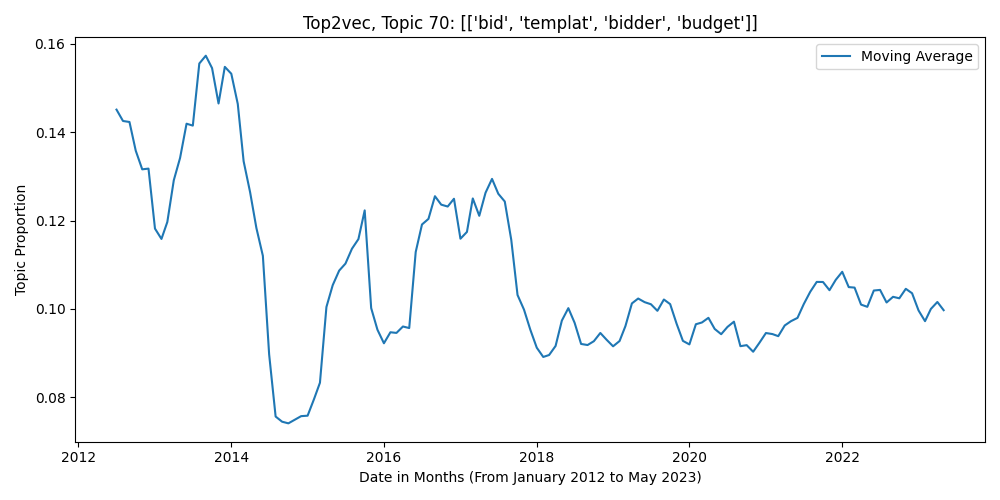 Top2vec, Topic 70: [['bid', 'templat', 'bidder', 'budget']]
Moving Average
Topic Proportion
0.16
0.14
0.12
0.10
0.08
2012 2014 2016 2018 2020 2022
Date in Months (From January 2012 to May 2023)